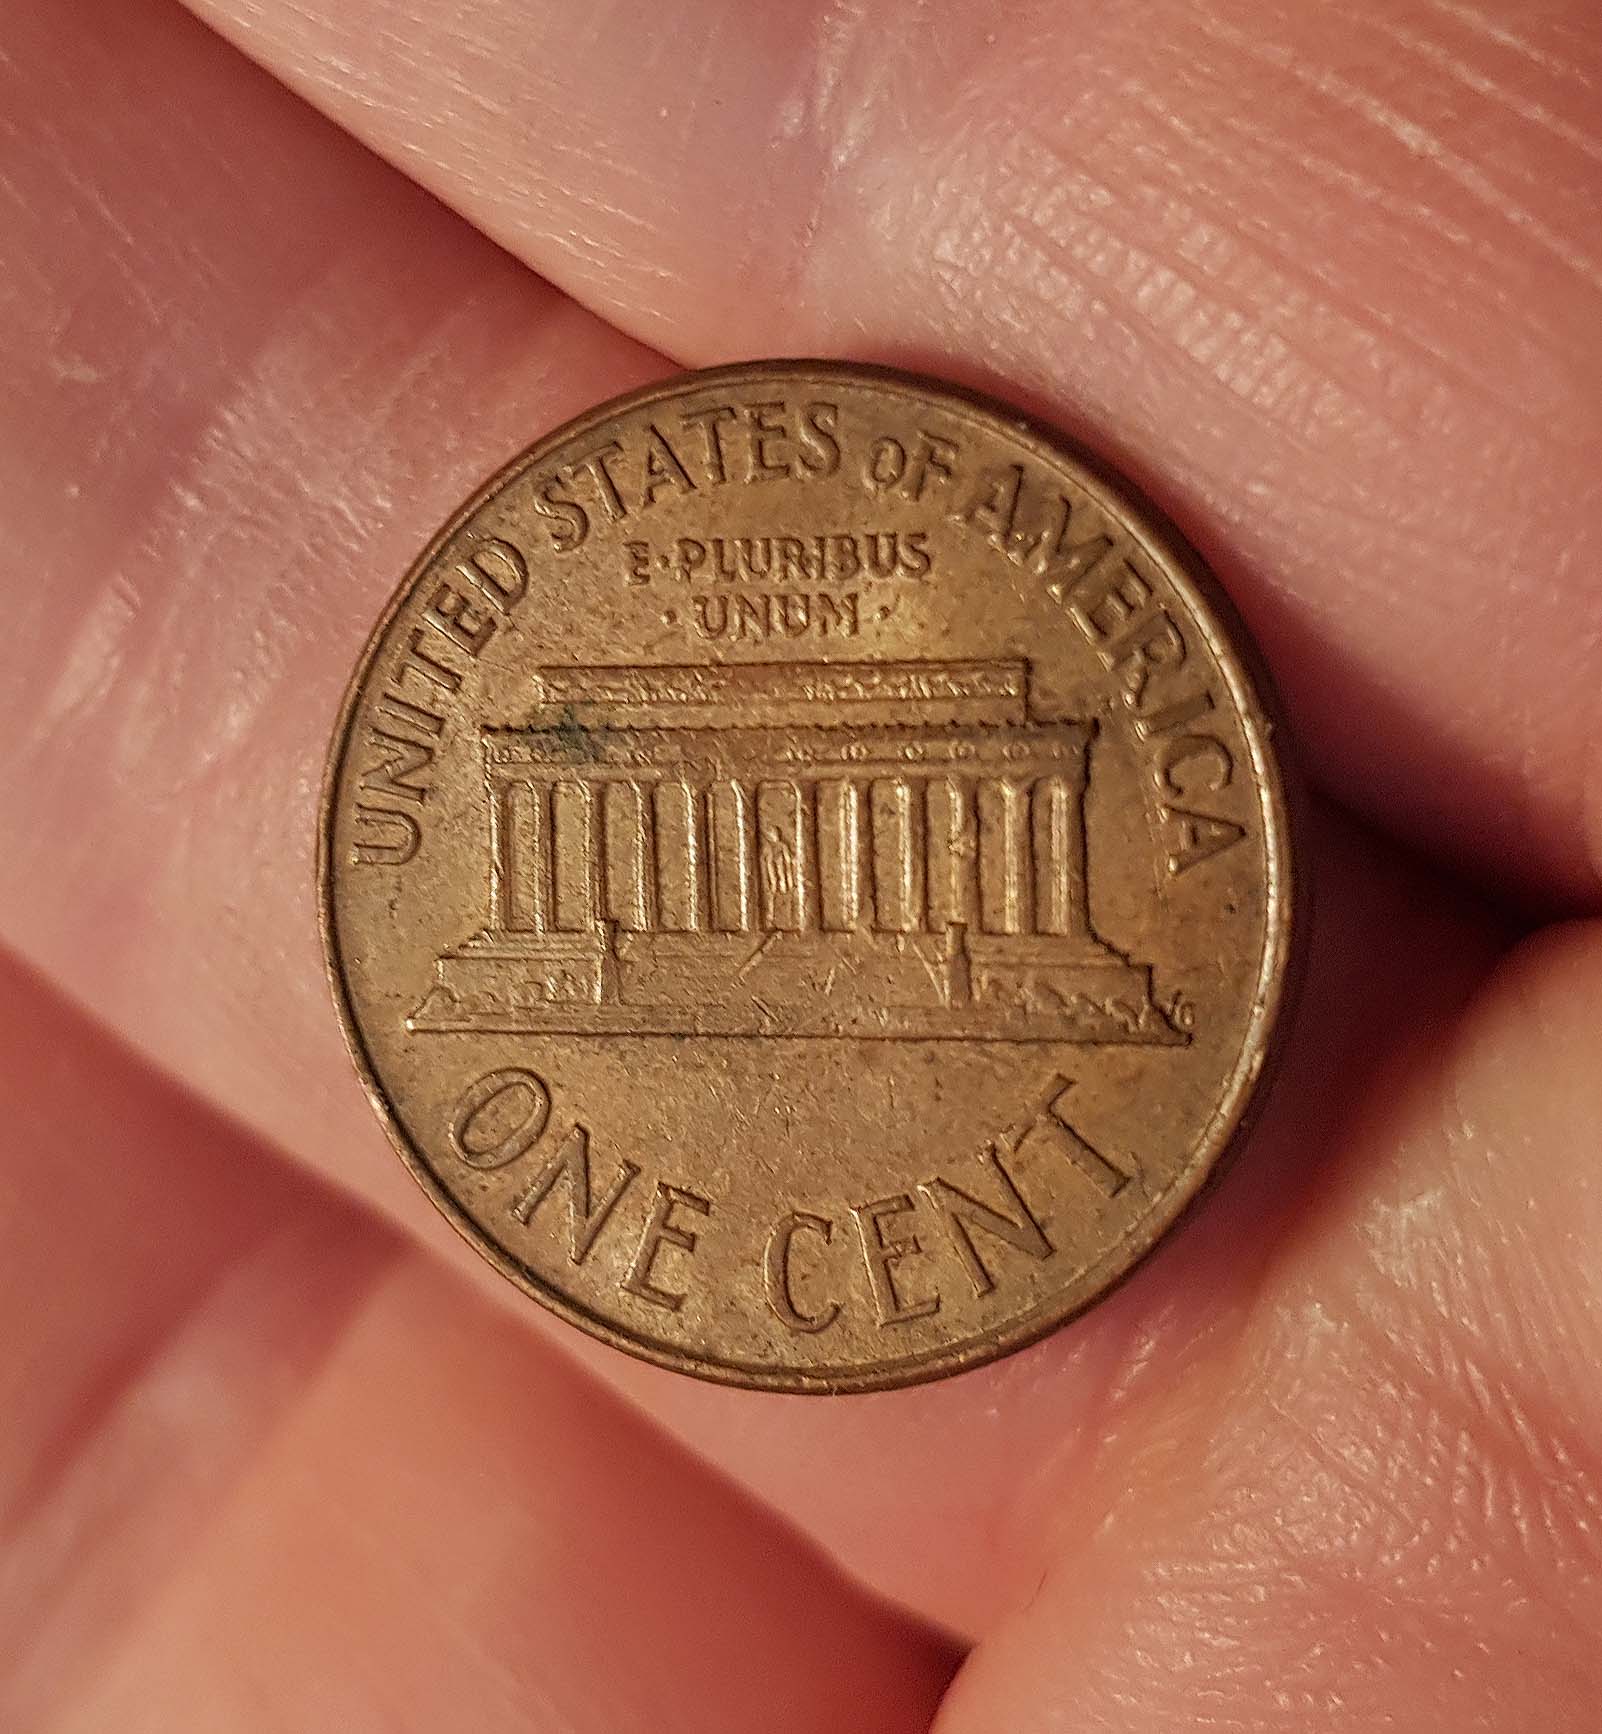 UNITED STATES OF AMERICA
E·PLURIBUS
·UNUM·
ONE CENT